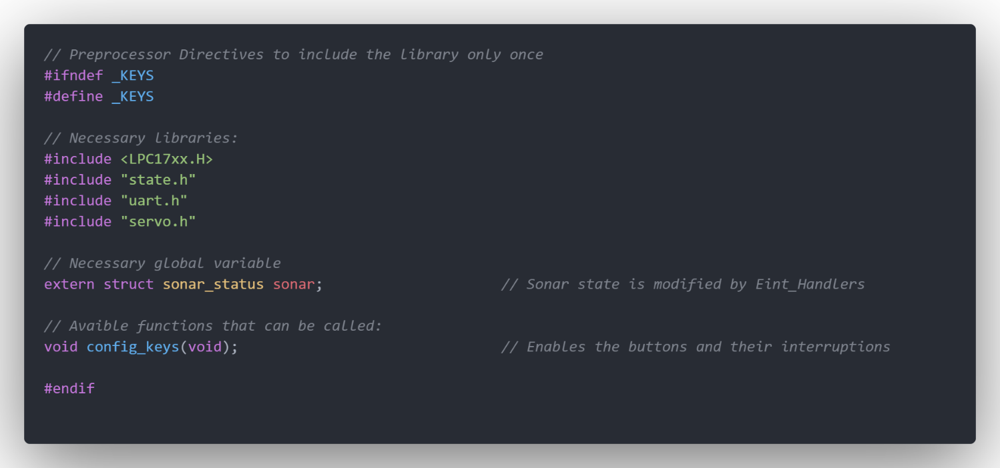 // Preprocessor Directives to include the library only once
#ifndef _KEYS
#define _KEYS
// Necessary libraries:
#include <LPC17xx.H>
#include "state.h"
#include "uart.h"
#include "servo.h"
// Necessary global variable
extern struct sonar_status sonar; // Sonar state is modified by Eint_Handlers
// Avaible functions that can be called:
void config_keys(void); // Enables the buttons and their interruptions
#endif